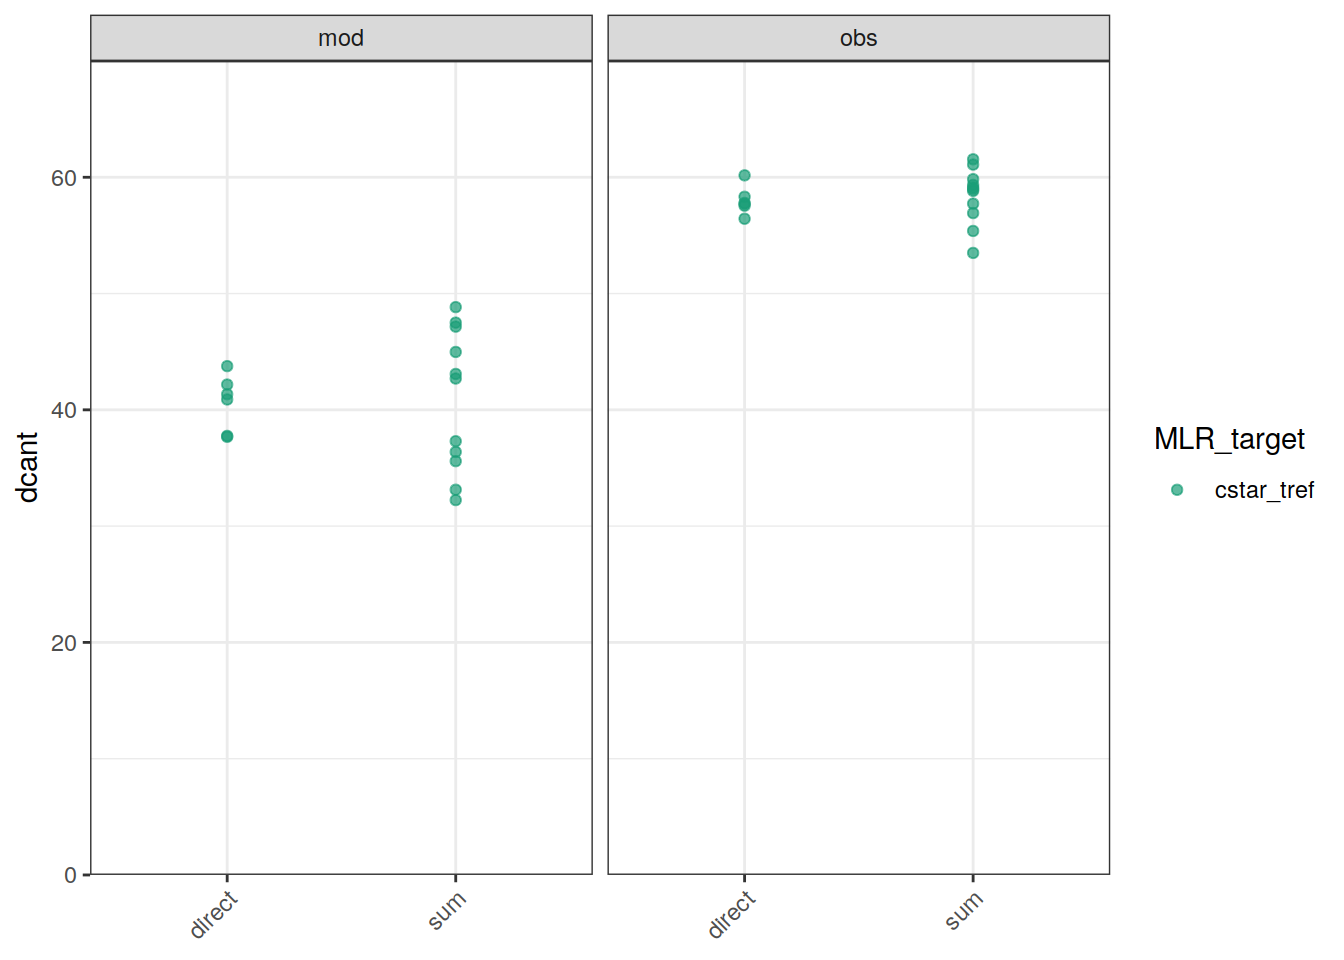 mod
obs
dcant
60
40
20
0
direct
sum
direct
sum
MLR_target
cstar_tref